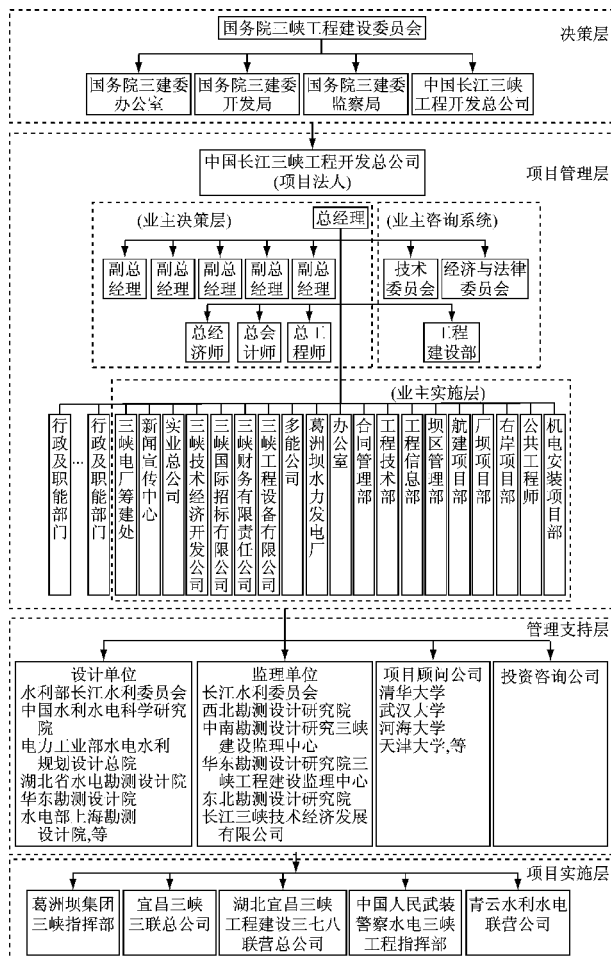 国务院三峡工程建设委员会
决策层
国务院三建委
办公室
国务院三建委
开发局
国务院三建委
监察局
中国长江三峡
工程开发总公司
中国长江三峡工程开发总公司
(项目法人)
项目管理层
(业主决策层)
总经理
(业主咨询系统)
副总
经理
副总
经理
副总
经理
副总
经理
副总
经理
技术
委员会
经济与法律
委员会
总经
济师
总会
计师
总工
程师
工程
建设部
(业主实施层)
行政及职能部门
…
行政及职能部门
三峡电厂筹建处
新闻宣传中心
实业总公司
三峡技术经济开发公司
三峡国际招标有限公司
三峡财务有限责任公司
三峡工程设备有限公司
多能公司
葛洲坝水力发电厂
办公室
合同管理部
工程技术部
工程信息部
坝区管理部
航建项目部
厂坝项目部
右岸项目部
公共工程师
机电安装项目部
管理支持层
设计单位
水利部长江水利委员会
中国水利水电科学研究
院
电力工业部水电水利
规划设计总院
湖北省水电勘测设计院
华东勘测设计院
水电部上海勘测
设计院,等
监理单位
长江水利委员会
西北勘测设计研究院
中南勘测设计研究三峡
建设监理中心
华东勘测设计研究院三
峡工程建设监理中心
东北勘测设计研究院
长江三峡技术经济发展
有限公司
项目顾问公司
清华大学
武汉大学
河海大学
天津大学,等
投资咨询公司
项目实施层
葛洲坝集团
三峡指挥部
宜昌三峡
三联总公司
湖北宜昌三峡
工程建设三七八
联营总公司
中国人民武装
警察水电三峡
工程指挥部
青云水利水电
联营公司